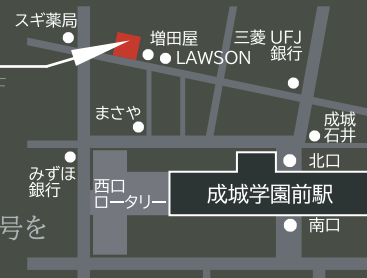 スギ薬局
増田屋
LAWSON
三菱 UFJ
銀行
まさや
成城
石井
北口
みずほ
銀行
西口
ロータリー
成城学園前駅
南口
号を